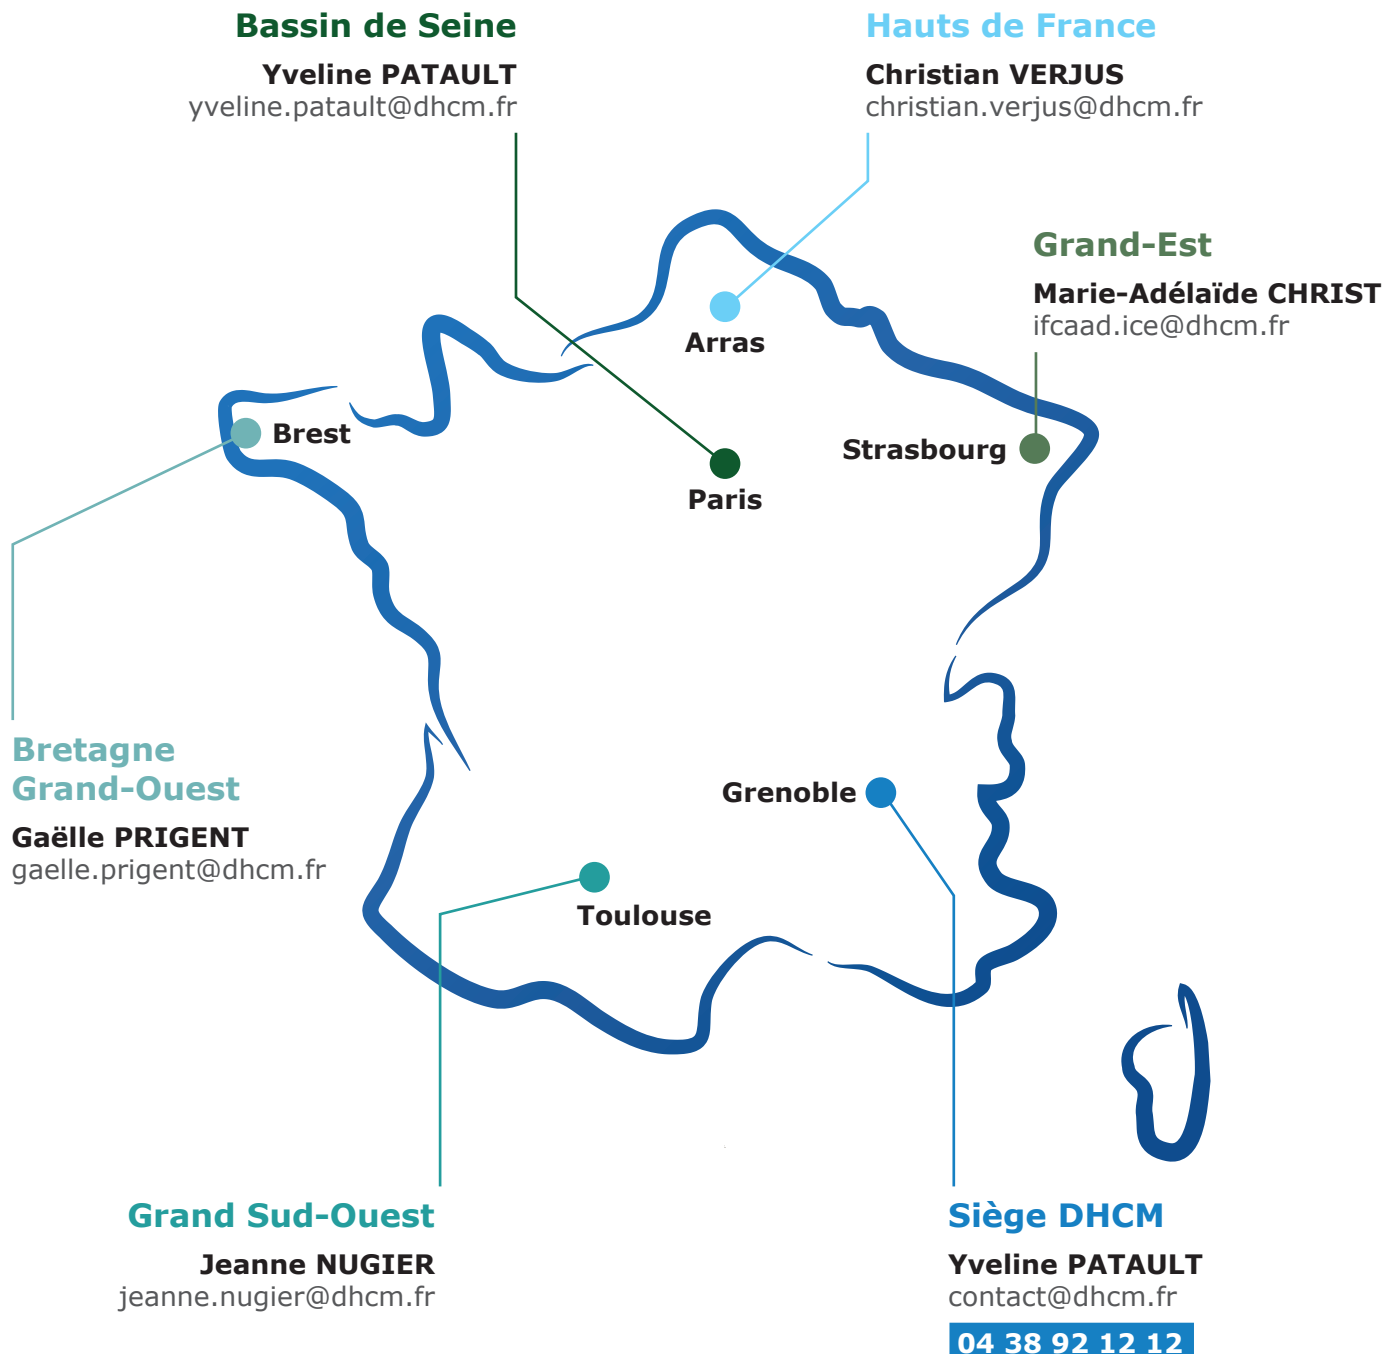 Bassin de Seine
Yveline PATAULT
yveline.patault@dhcm.fr
Hauts de France
Christian VERJUS
christian.verjus@dhcm.fr
Grand-Est
Marie-Adélaïde CHRIST
ifcaad.ice@dhcm.fr
Arras
Brest
Strasbourg
Paris
Bretagne
Grand-Ouest
Gaëlle PRIGENT
gaelle.prigent@dhcm.fr
Grenoble
Toulouse
Grand Sud-Ouest
Jeanne NUGIER
jeanne.nugier@dhcm.fr
Siège DHCM
Yveline PATAULT
contact@dhcm.fr
04 38 92 12 12